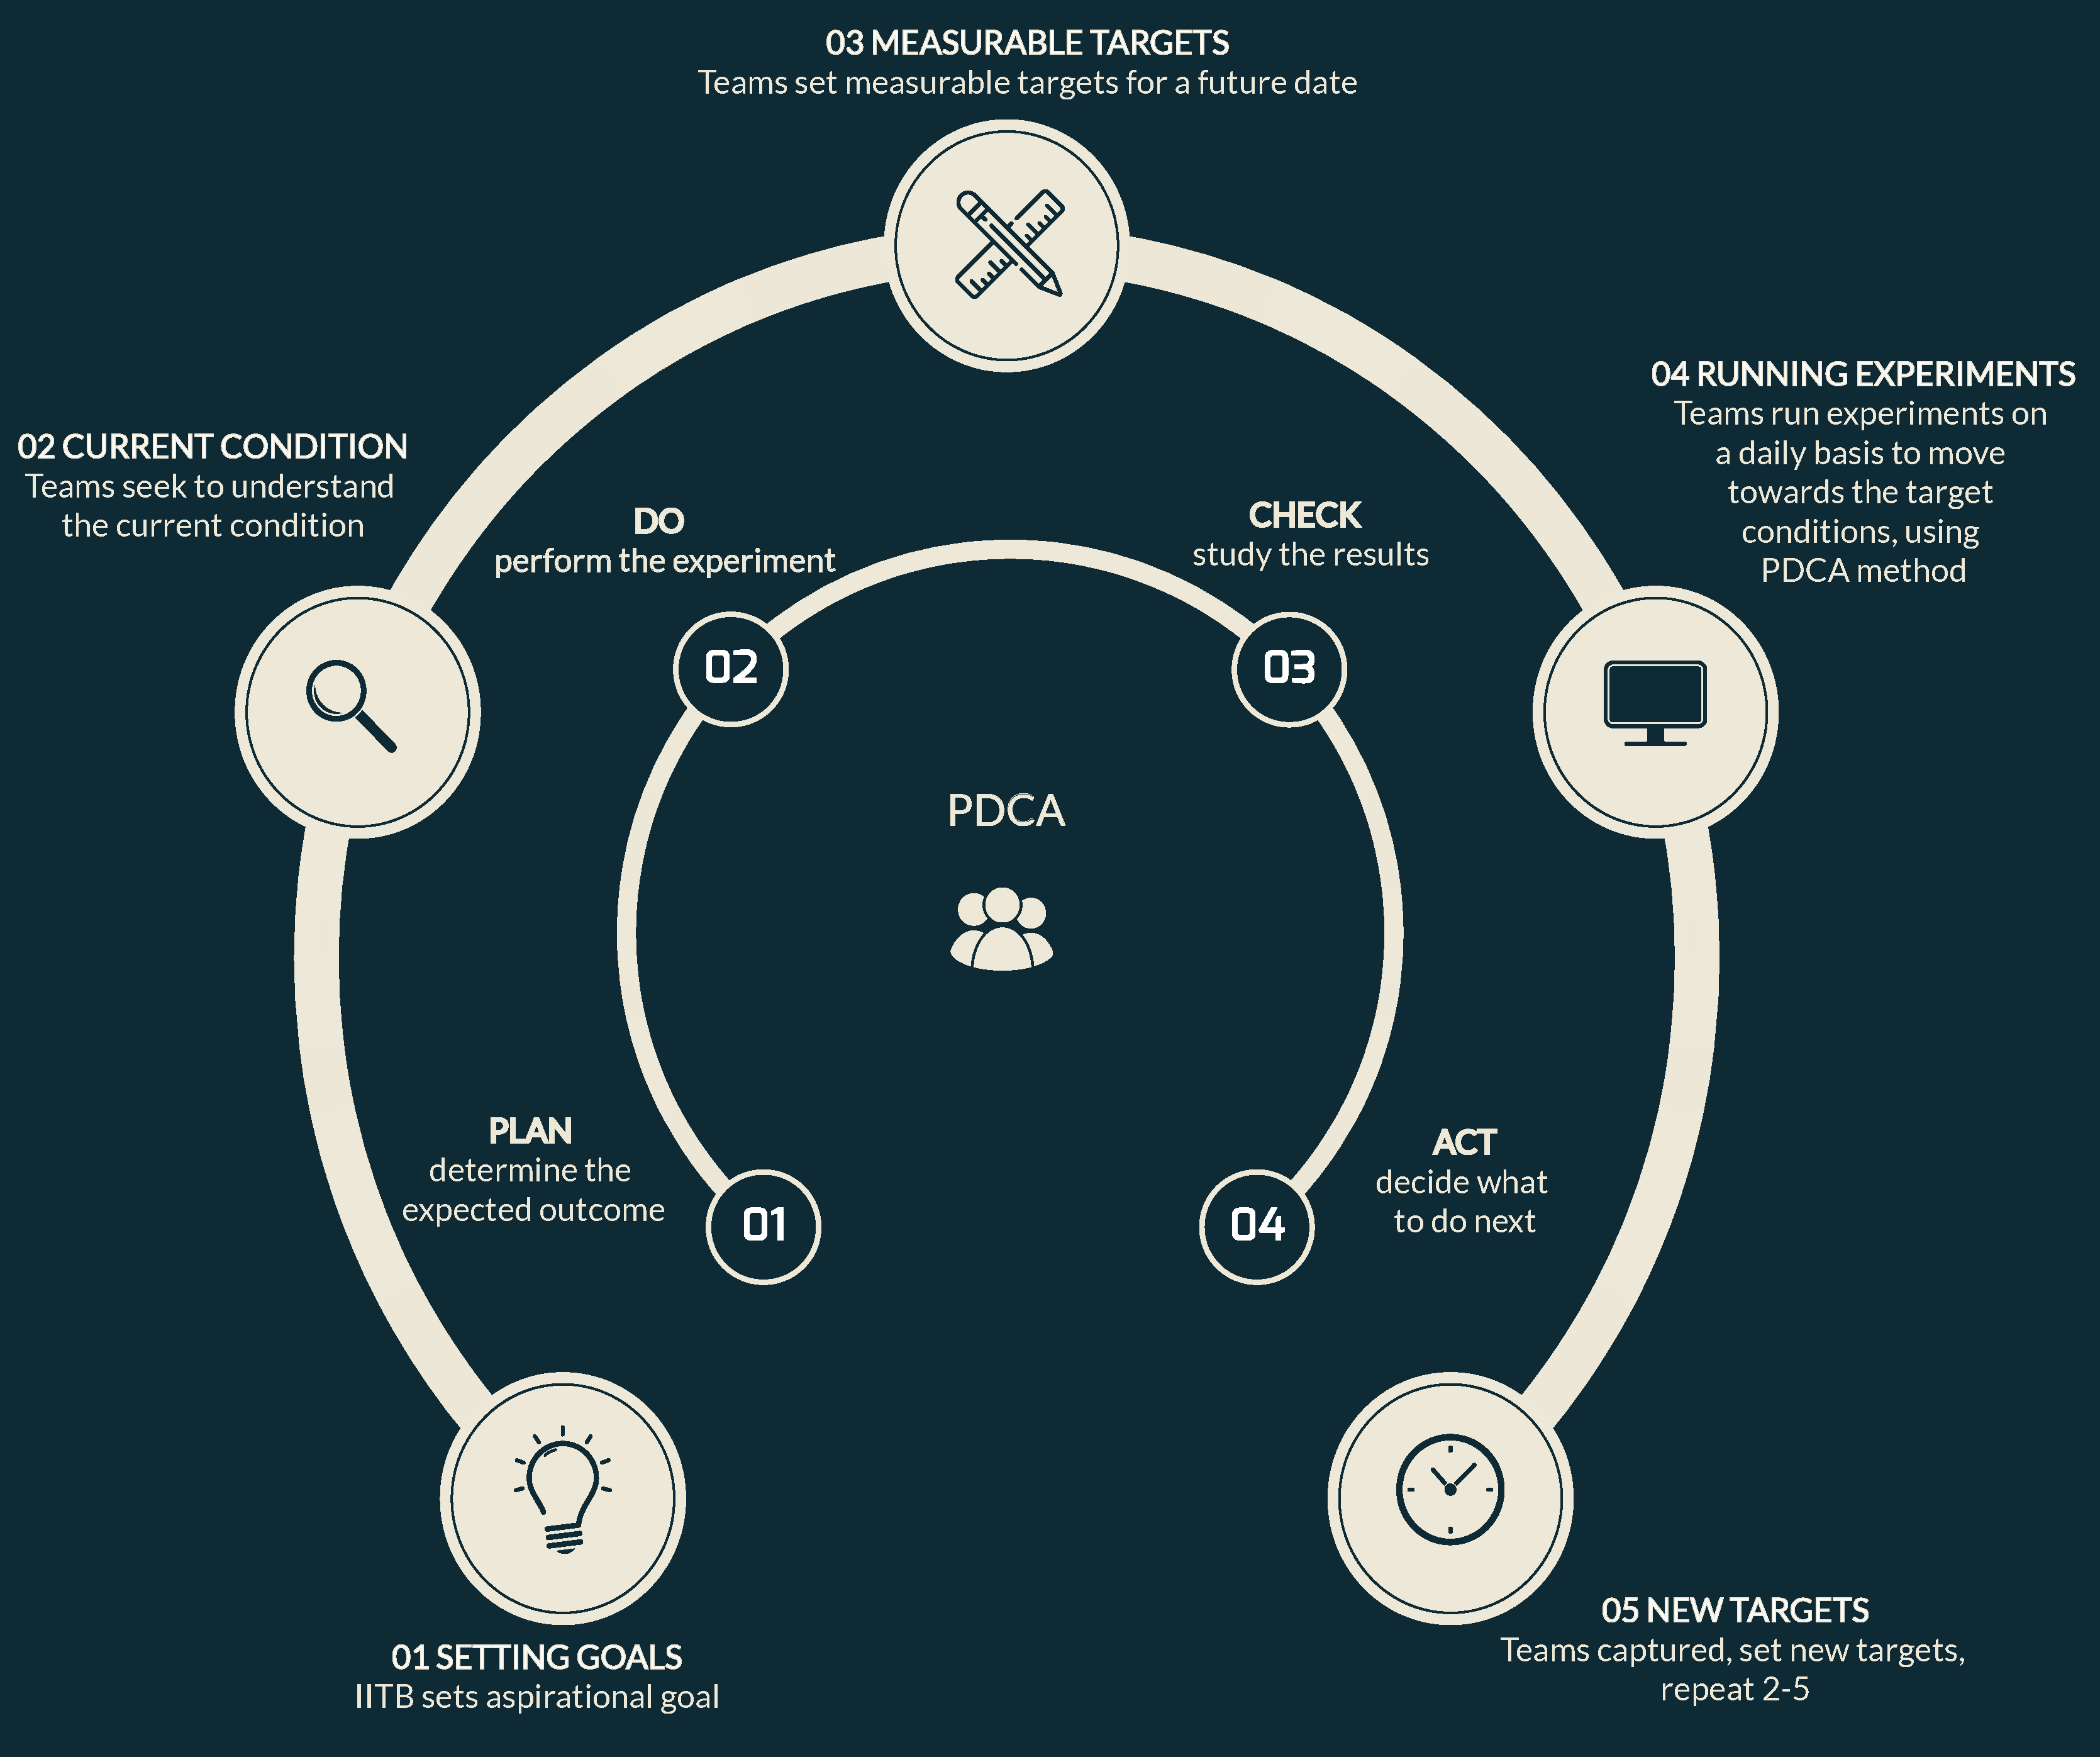 03 MEASURABLE TARGETS
Teams set measurable targets for a future date
04 RUNNING EXPERIMENTS
Teams run experiments on
a daily basis to move
towards the target
conditions, using
PDCA method
02 CURRENT CONDITION
Teams seek to understand
the current condition
DO
perform the experiment
CHECK
study the results
02
03
PDCA
PLAN
determine the
expected outcome
01
ACT
decide what
to do next
04
01 SETTING GOALS
IITB sets aspirational goal
05 NEW TARGETS
Teams captured, set new targets,
repeat 2-5